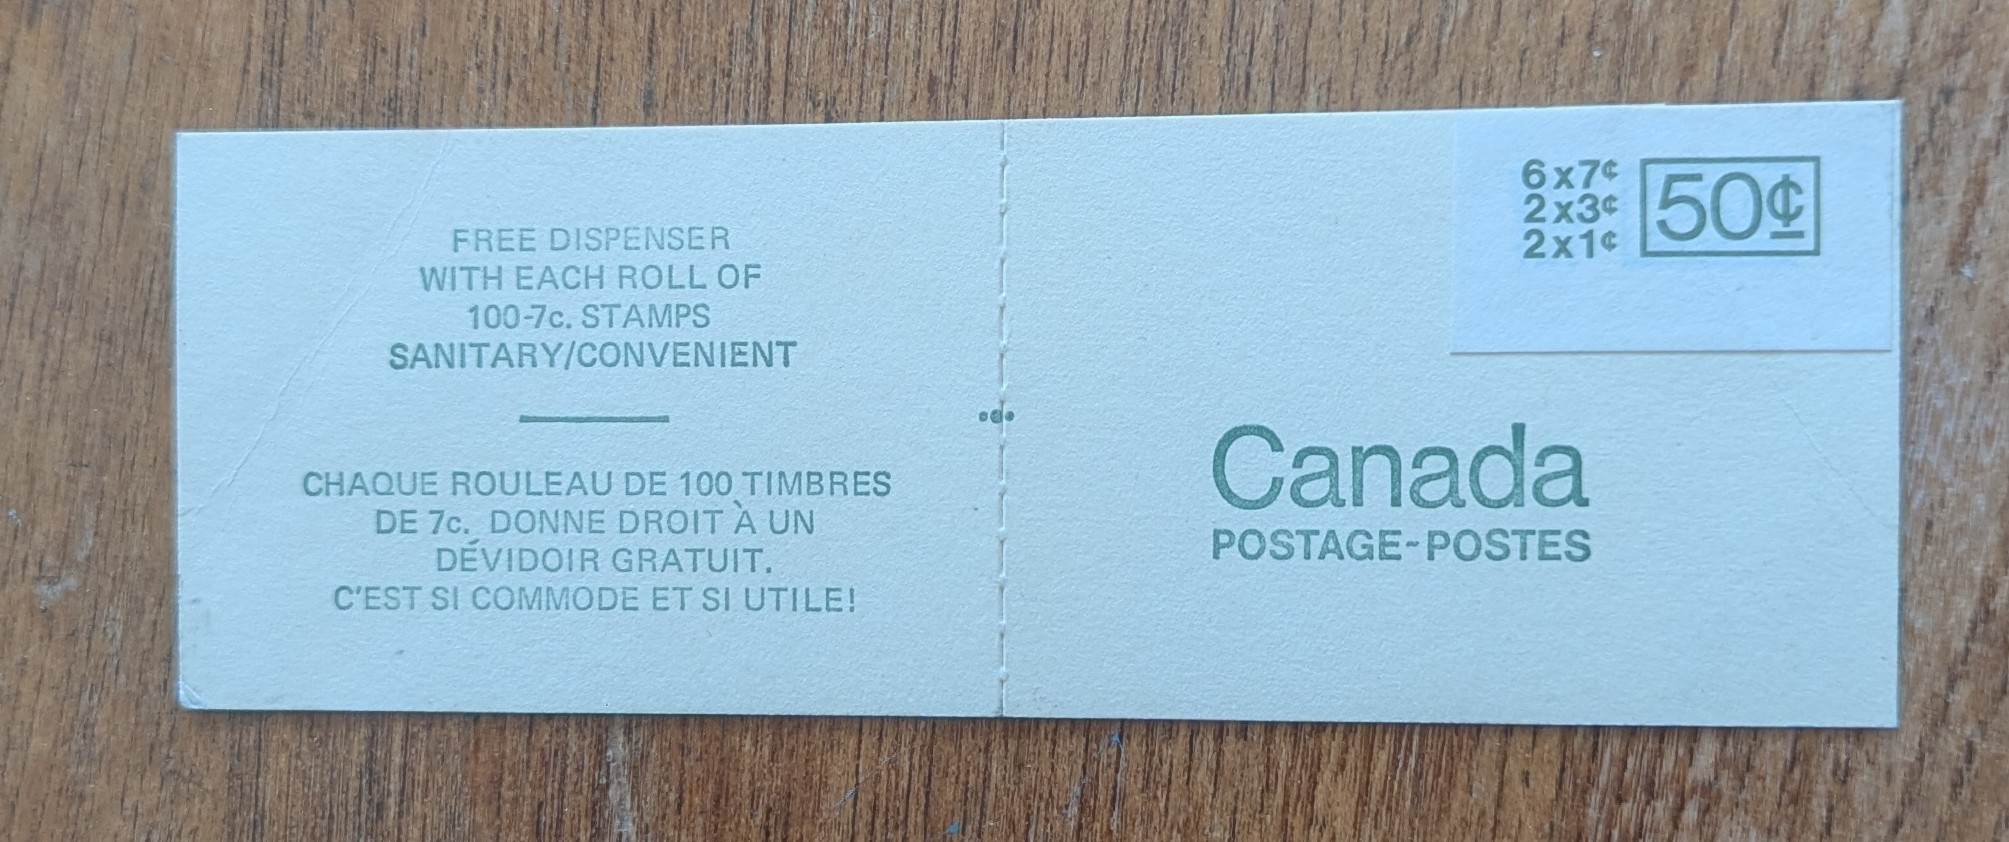 FREE DISPENSER
WITH EACH ROLL OF
100-7c. STAMPS
SANITARY/CONVENIENT
CHAQUE ROULEAU DE 100 TIMBRES
DE 7c. DONNE DROIT À UN
DÉVIDOIR GRATUIT.
C'EST SI COMMODE ET SI UTILE!
6x7¢
2x3¢
2x1¢
50¢
Canada
POSTAGE-POSTES